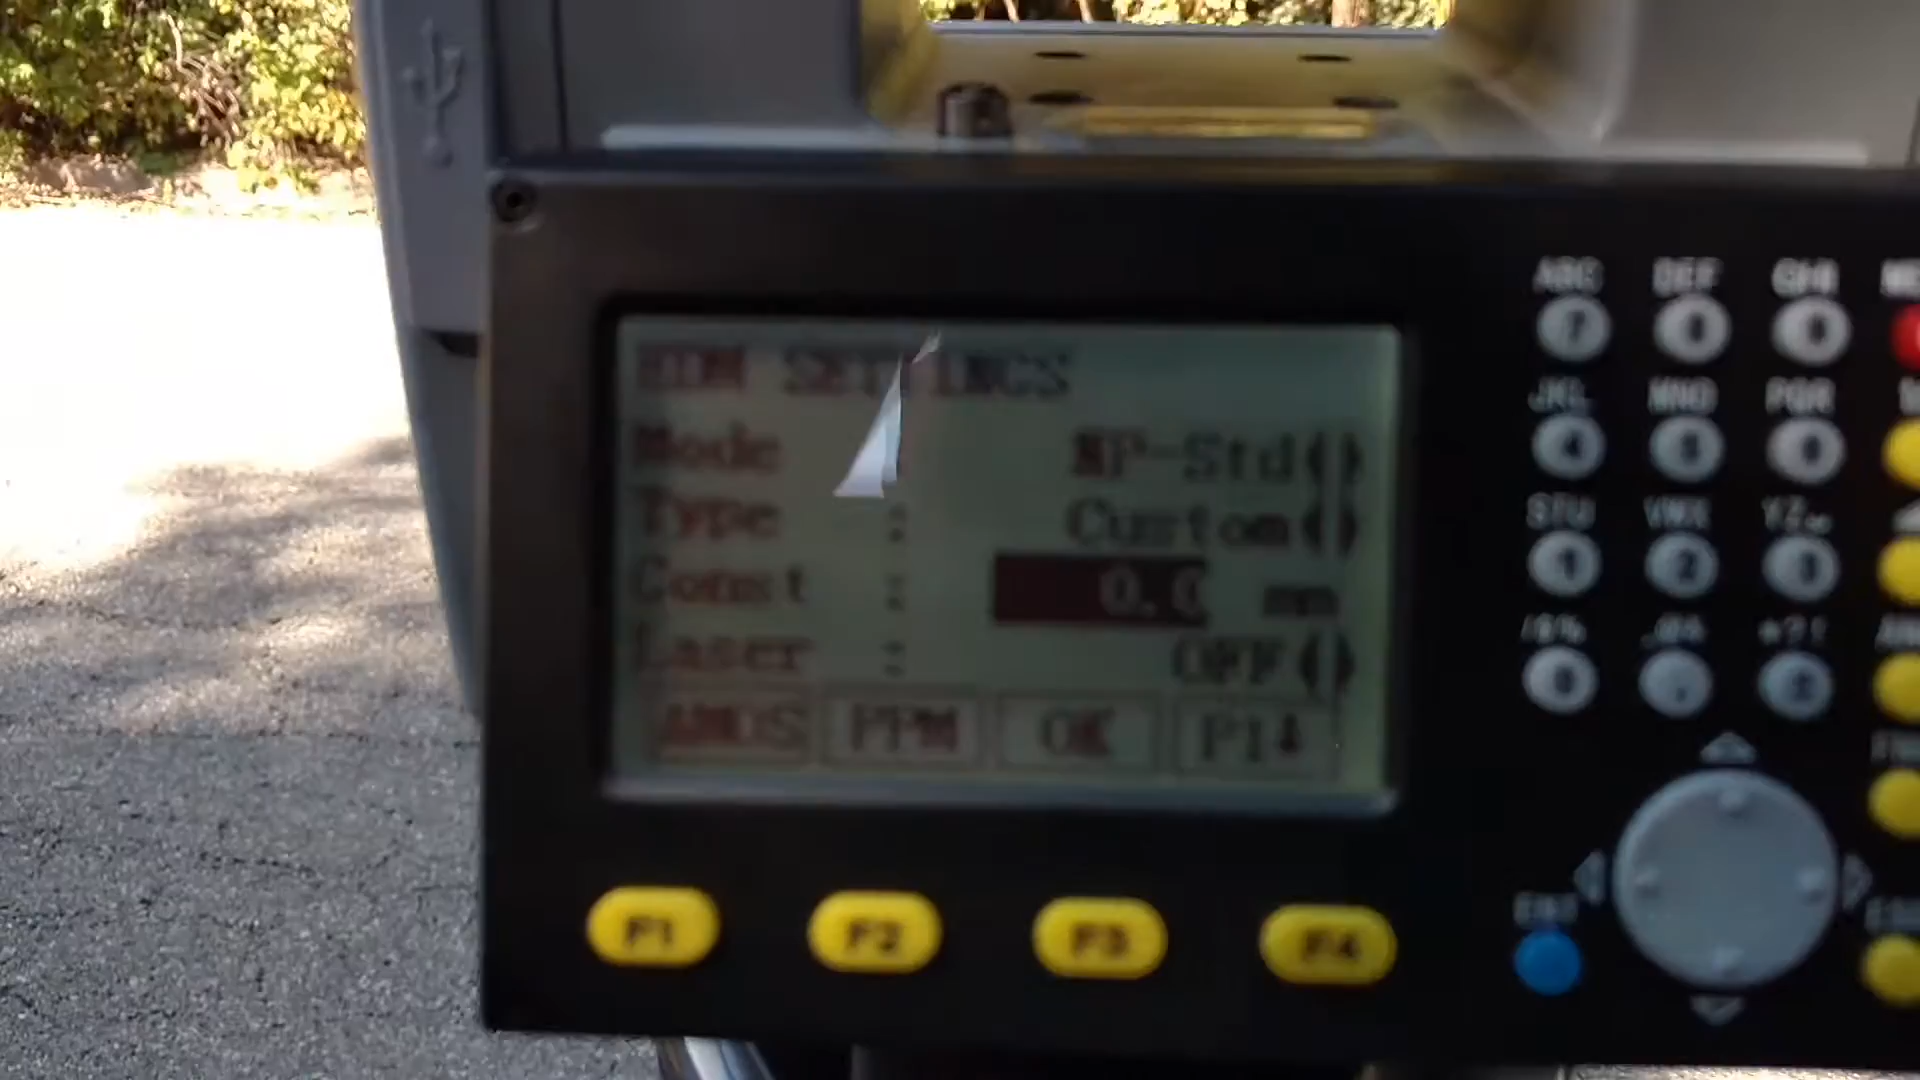 EDM SETTINGS
Mode NP-Std
Type : Custom
Const : 0.0 mm
Laser : OFF
ATMOS PPM OK P1↓
F1 F2 F3 F4
ABC DEF GHI
7 8 9
JKL MNO PQR
4 5 6
STU VWX YZ
1 2 3
/$%
0 .
ENT